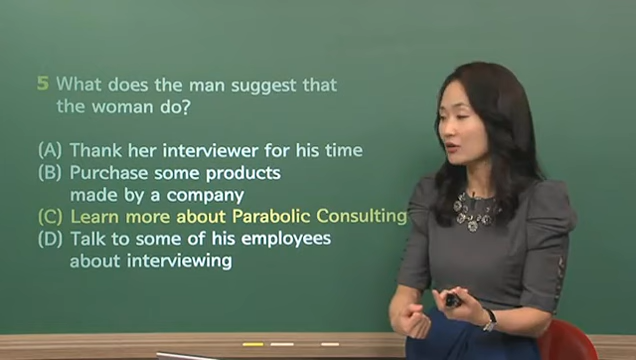 5 What does the man suggest that
the woman do?
(A) Thank her interviewer for his time
(B) Purchase some products
made by a company
(C) Learn more about Parabolic Consulting
(D) Talk to some of his employees
about interviewing